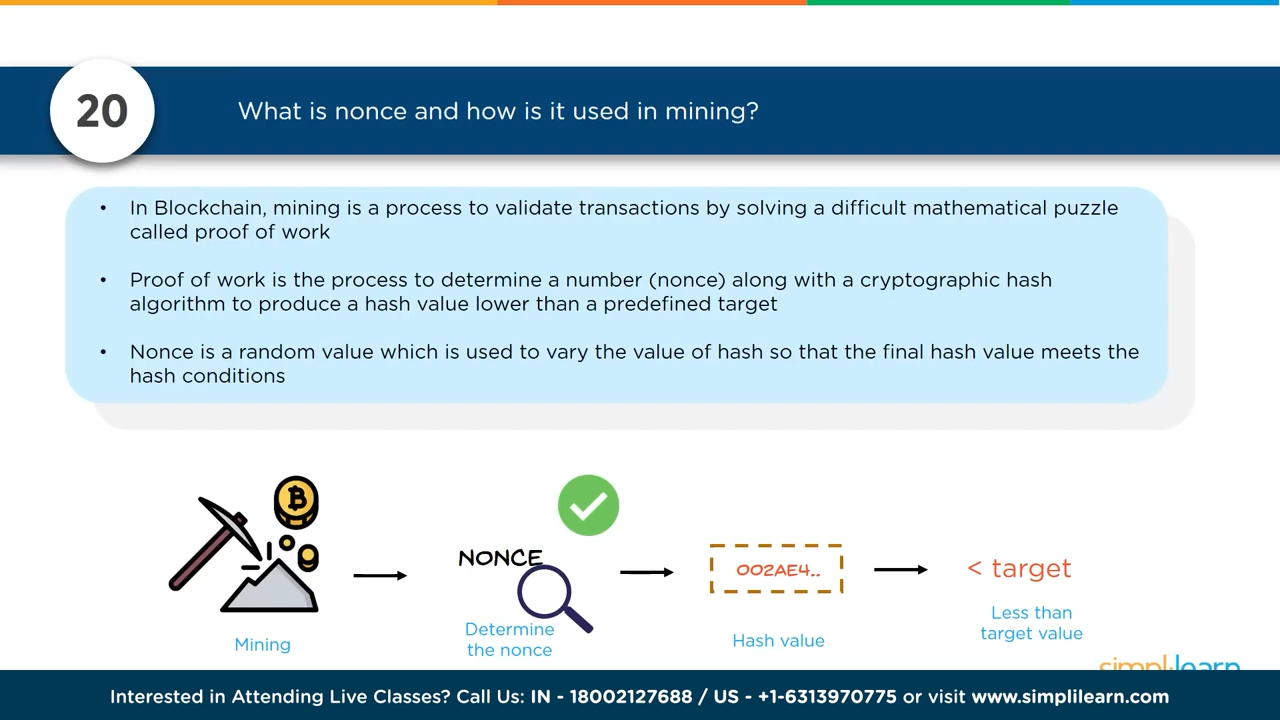 20
What is nonce and how is it used in mining?
• In Blockchain, mining is a process to validate transactions by solving a difficult mathematical puzzle
called proof of work
• Proof of work is the process to determine a number (nonce) along with a cryptographic hash
algorithm to produce a hash value lower than a predefined target
• Nonce is a random value which is used to vary the value of hash so that the final hash value meets the
hash conditions
NONCE
002AE4..
< target
Mining
Determine
the nonce
Hash value
Less than
target value
simplilearn
Interested in Attending Live Classes? Call Us: IN - 18002127688 / US - +1-6313970775 or visit www.simplilearn.com